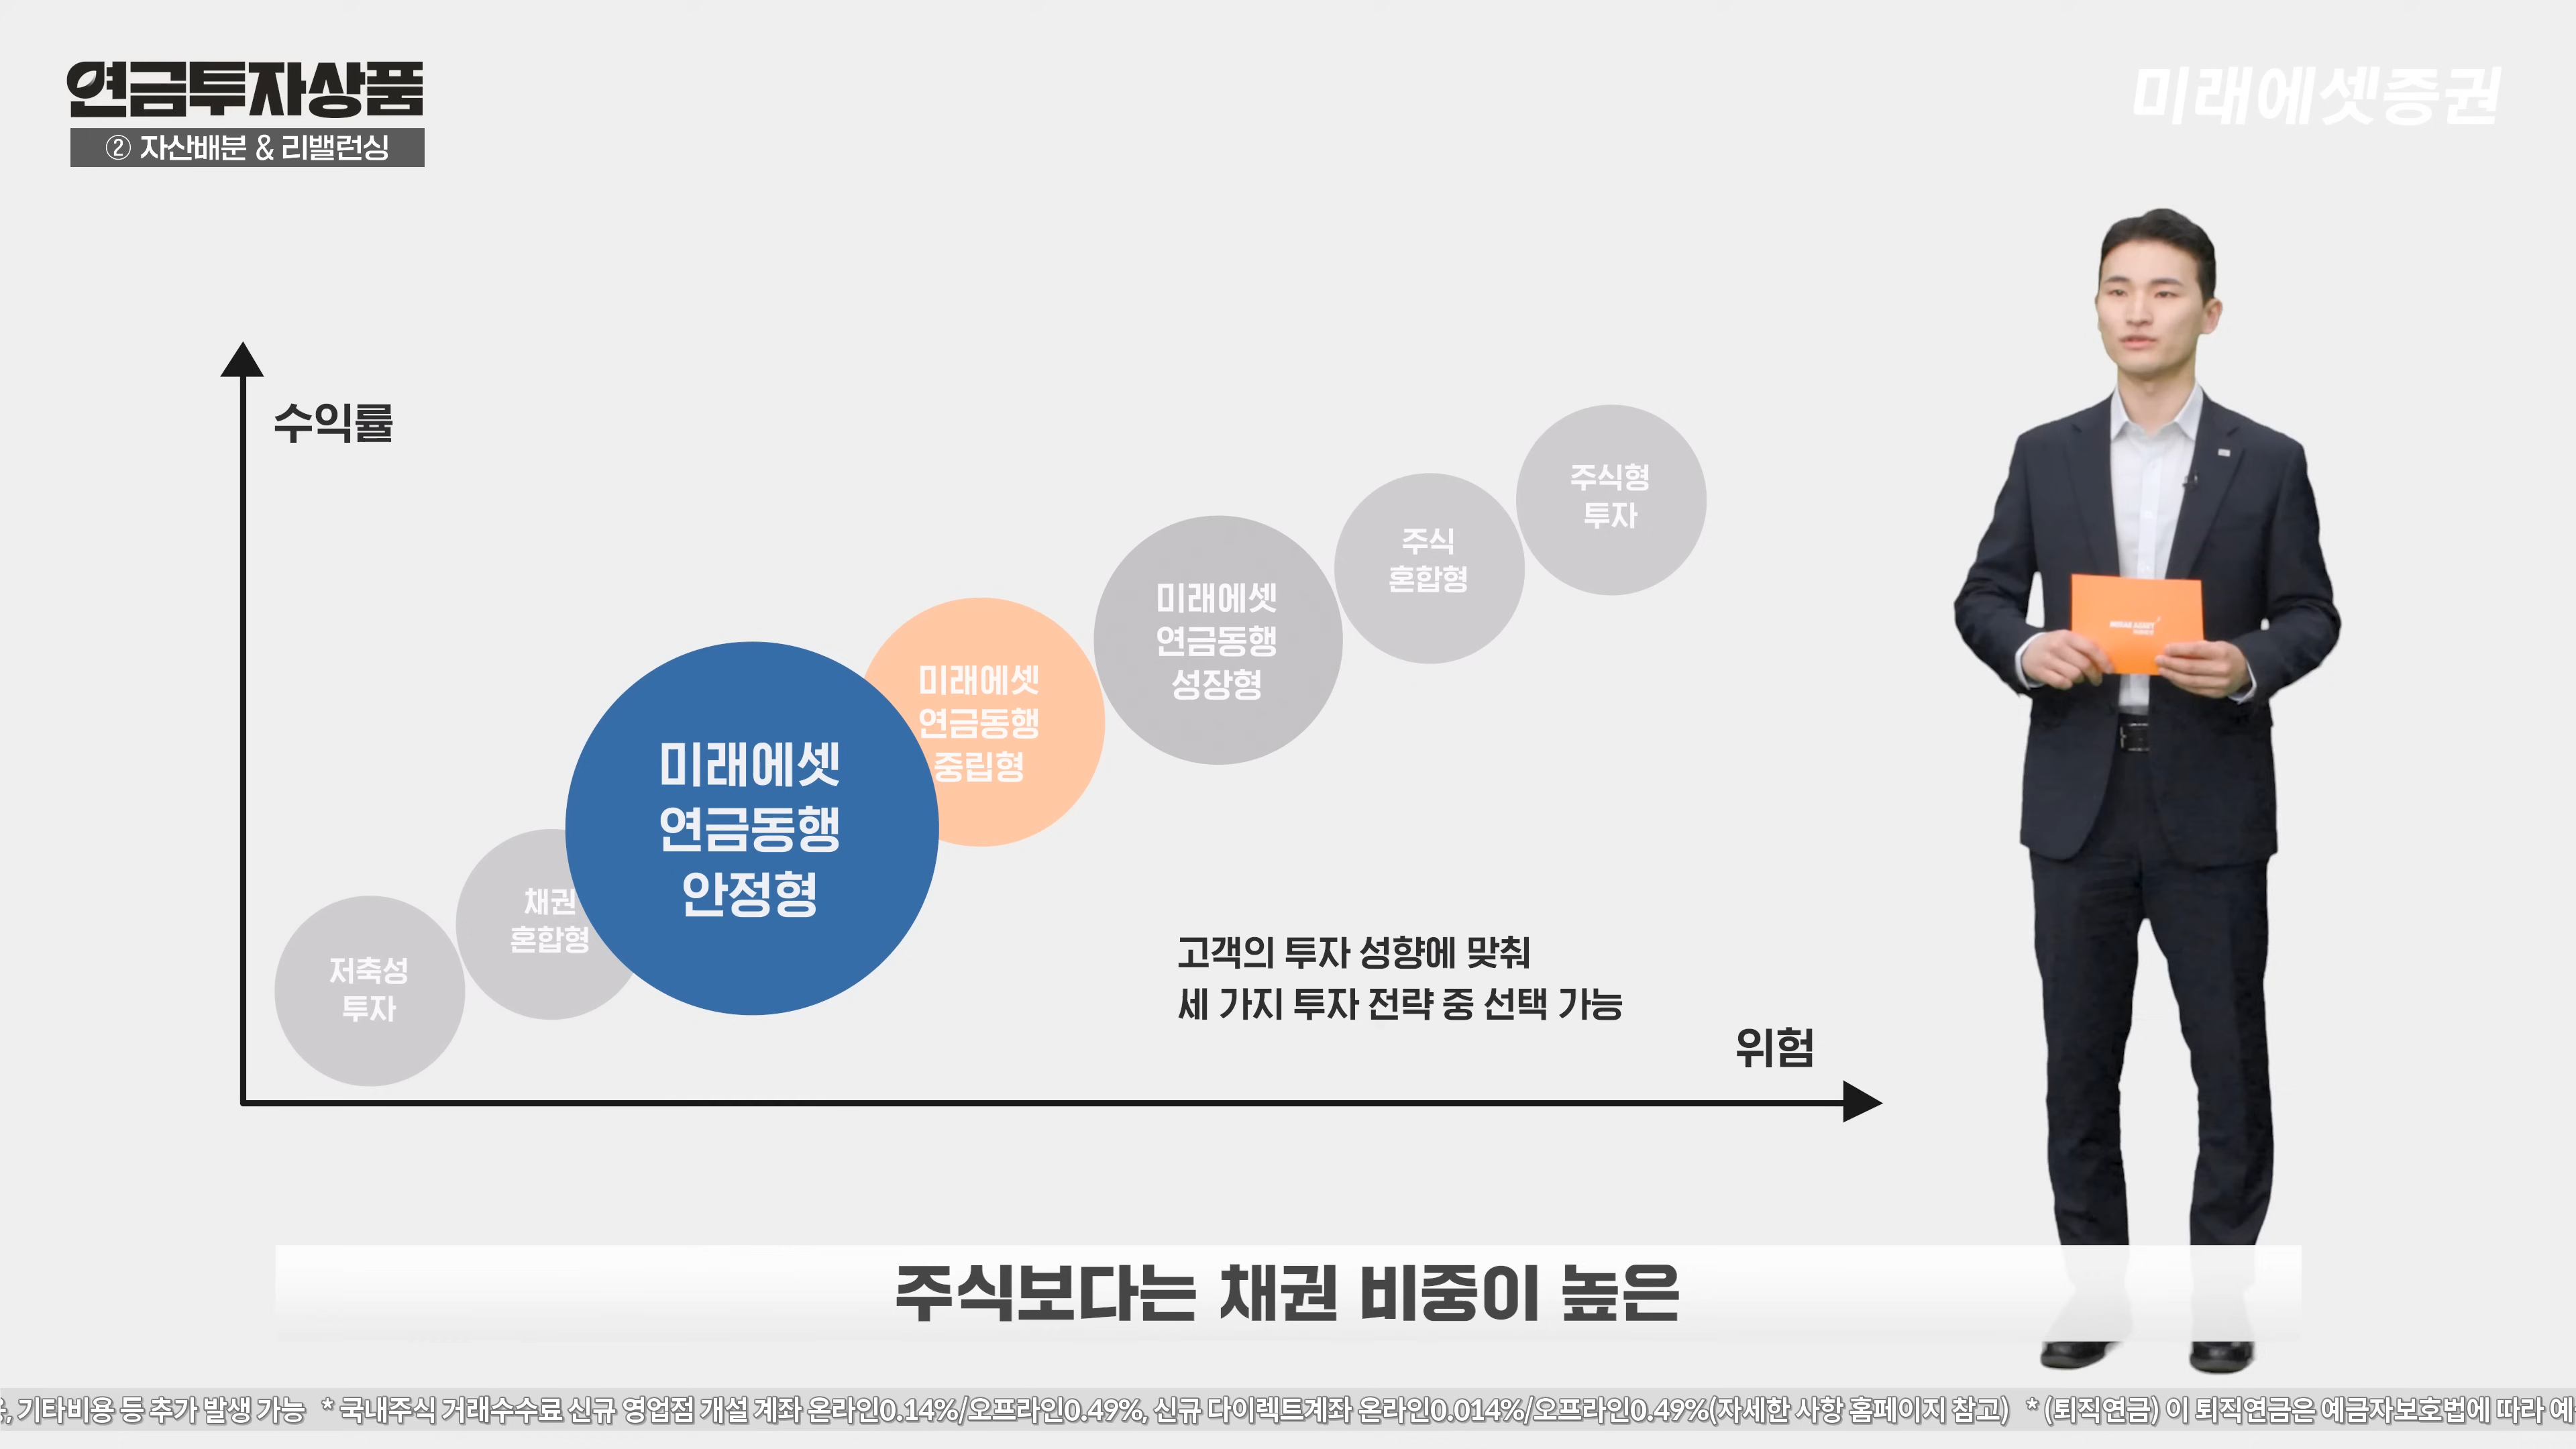 연금투자상품
② 자산배분 & 리밸런싱
미래에셋증권
수익률
주식형
투자
주식
혼합형
미래에셋
연금동행
성장형
미래에셋
연금동행
중립형
미래에셋
연금동행
안정형
채권
혼합형
저축성
투자
고객의 투자 성향에 맞춰
세 가지 투자 전략 중 선택 가능
위험
MIRAE ASSET
주식보다는 채권 비중이 높은
, 기타비용 등 추가 발생 가능 * 국내주식 거래수수료 신규 영업점 개설 계좌 온라인0.14%/오프라인0.49%, 신규 다이렉트계좌 온라인0.014%/오프라인0.49%(자세한 사항 홈페이지 참고) * (퇴직연금) 이 퇴직연금은 예금자보호법에 따라 예